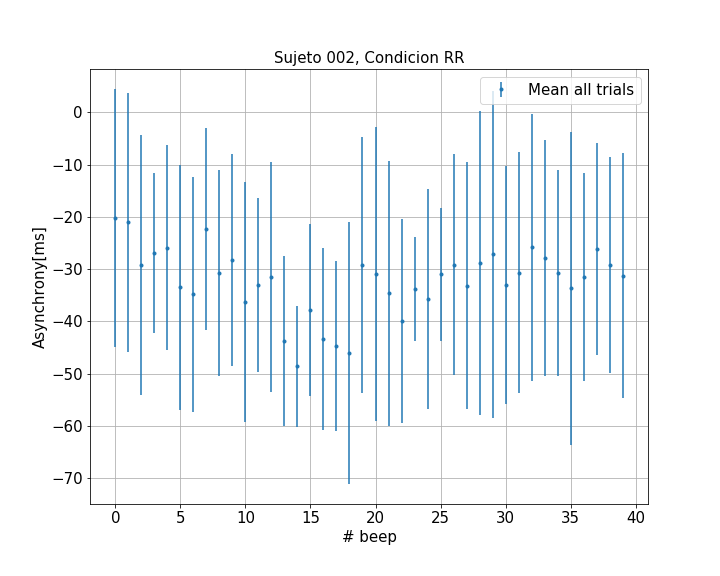 Sujeto 002, Condicion RR
Mean all trials
Asynchrony[ms]
0
−10
−20
−30
−40
−50
−60
−70
0 5 10 15 20 25 30 35 40
# beep